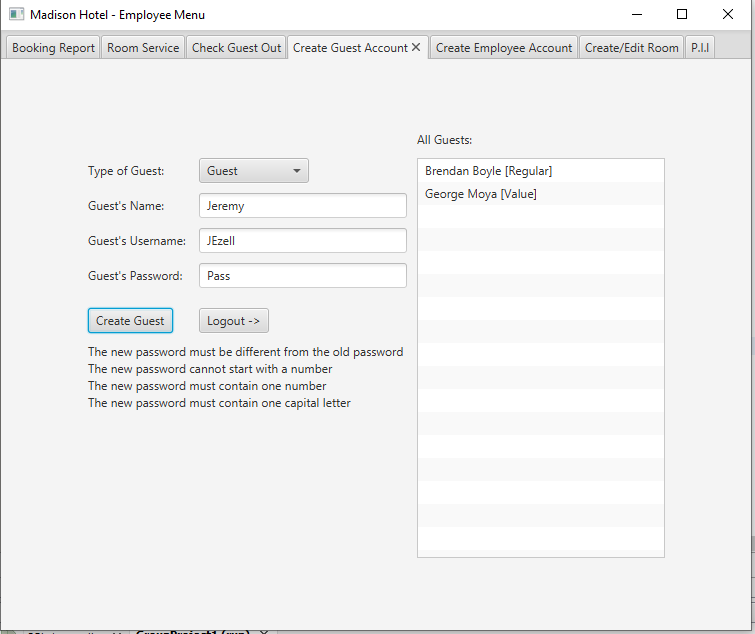 Madison Hotel - Employee Menu
Booking Report Room Service Check Guest Out Create Guest Account Create Employee Account Create/Edit Room P.I.I
All Guests:
Type of Guest: Guest
Guest's Name: Jeremy
Guest's Username: JEzell
Guest's Password: Pass
Create Guest Logout ->
The new password must be different from the old password
The new password cannot start with a number
The new password must contain one number
The new password must contain one capital letter
Brendan Boyle [Regular]
George Moya [Value]